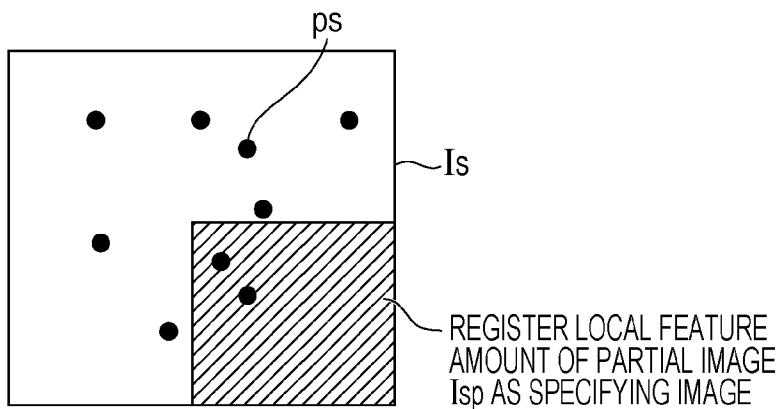 ps
Is
REGISTER LOCAL FEATURE
AMOUNT OF PARTIAL IMAGE
Isp AS SPECIFYING IMAGE